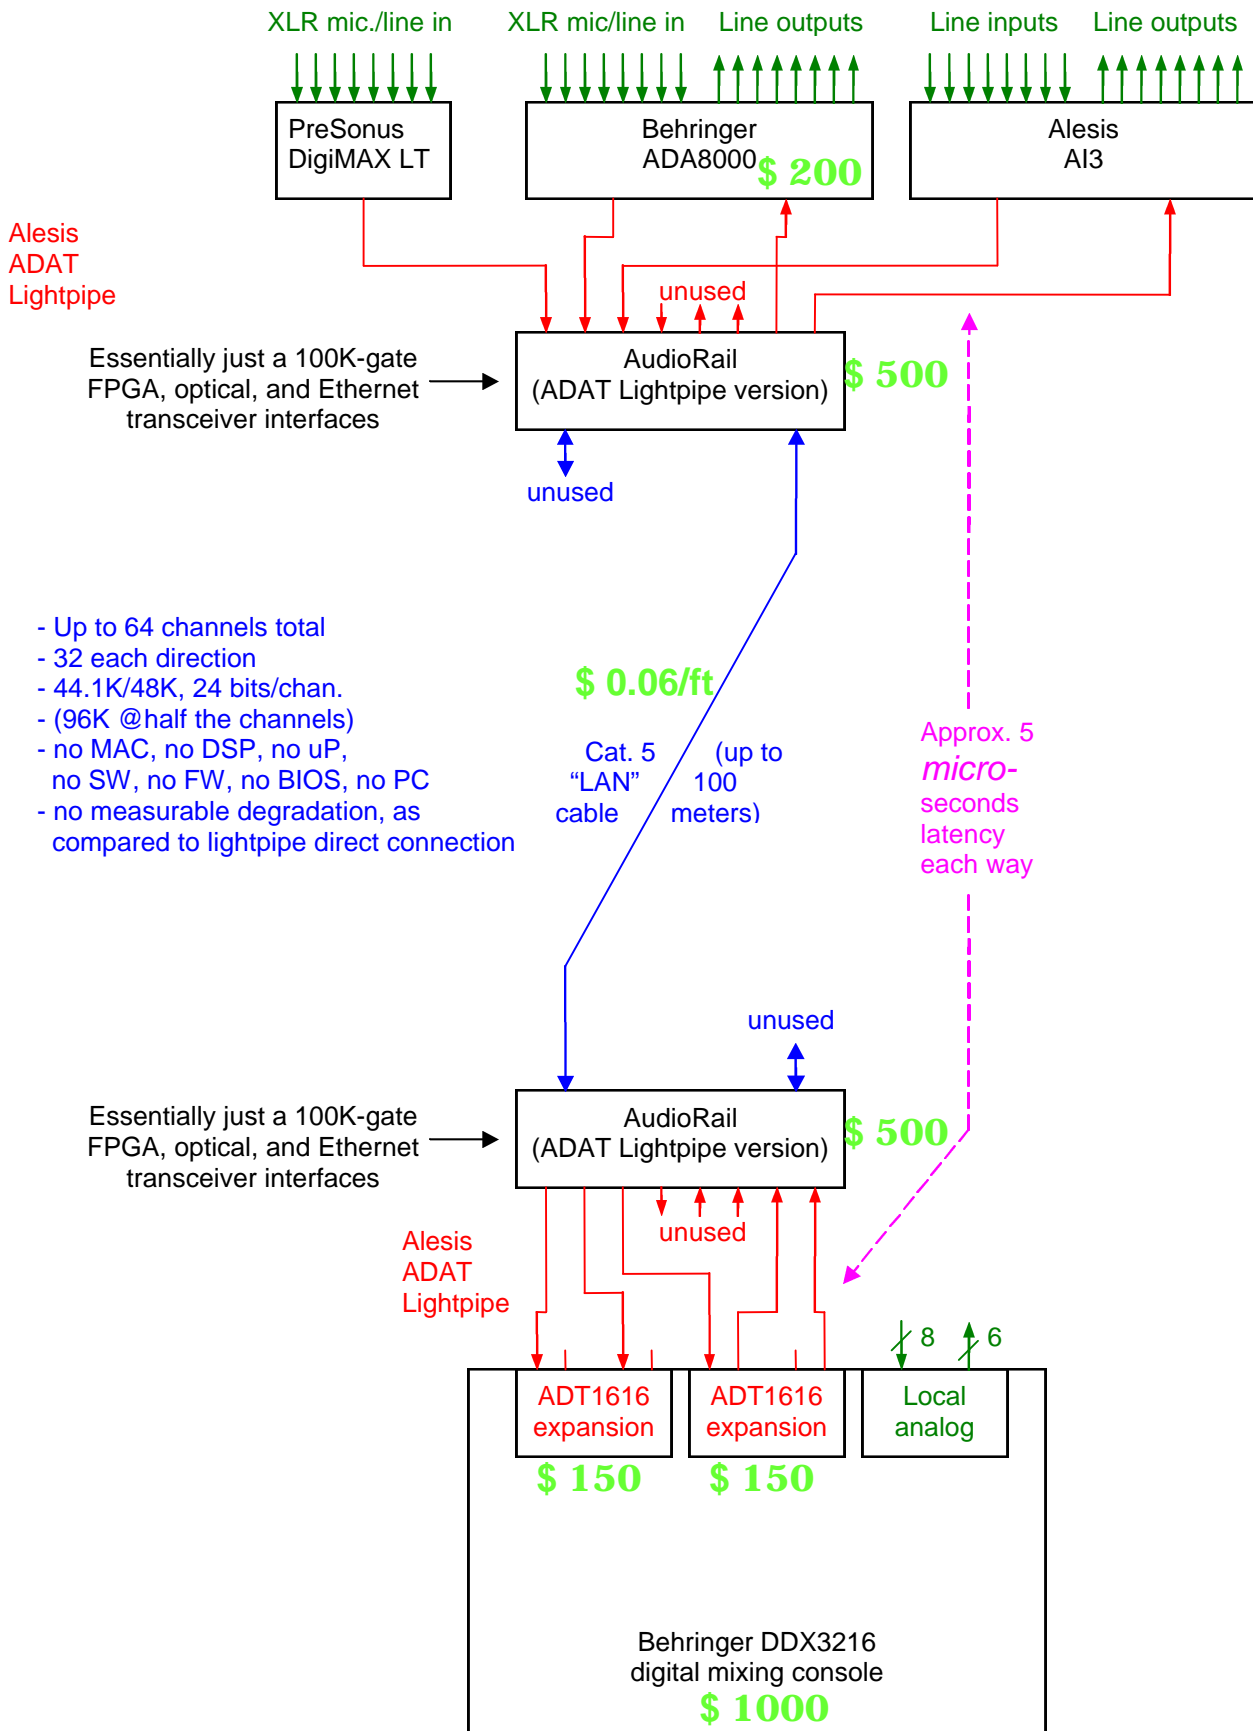 XLR mic./line in
XLR mic/line in
Line outputs
Line inputs
Line outputs
PreSonus
DigiMAX LT
Behringer
ADA8000
$ 200
Alesis
AI3
Alesis
ADAT
Lightpipe
unused
Essentially just a 100K-gate
FPGA, optical, and Ethernet
transceiver interfaces
AudioRail
(ADAT Lightpipe version)
$ 500
unused
- Up to 64 channels total
- 32 each direction
- 44.1K/48K, 24 bits/chan.
- (96K @half the channels)
- no MAC, no DSP, no uP,
no SW, no FW, no BIOS, no PC
- no measurable degradation, as
compared to lightpipe direct connection
$ 0.06/ft
Cat. 5 (up to
“LAN” 100
cable meters)
Approx. 5
micro-
seconds
latency
each way
unused
Essentially just a 100K-gate
FPGA, optical, and Ethernet
transceiver interfaces
AudioRail
(ADAT Lightpipe version)
$ 500
unused
Alesis
ADAT
Lightpipe
8
6
ADT1616
expansion
ADT1616
expansion
Local
analog
$ 150
$ 150
Behringer DDX3216
digital mixing console
$ 1000